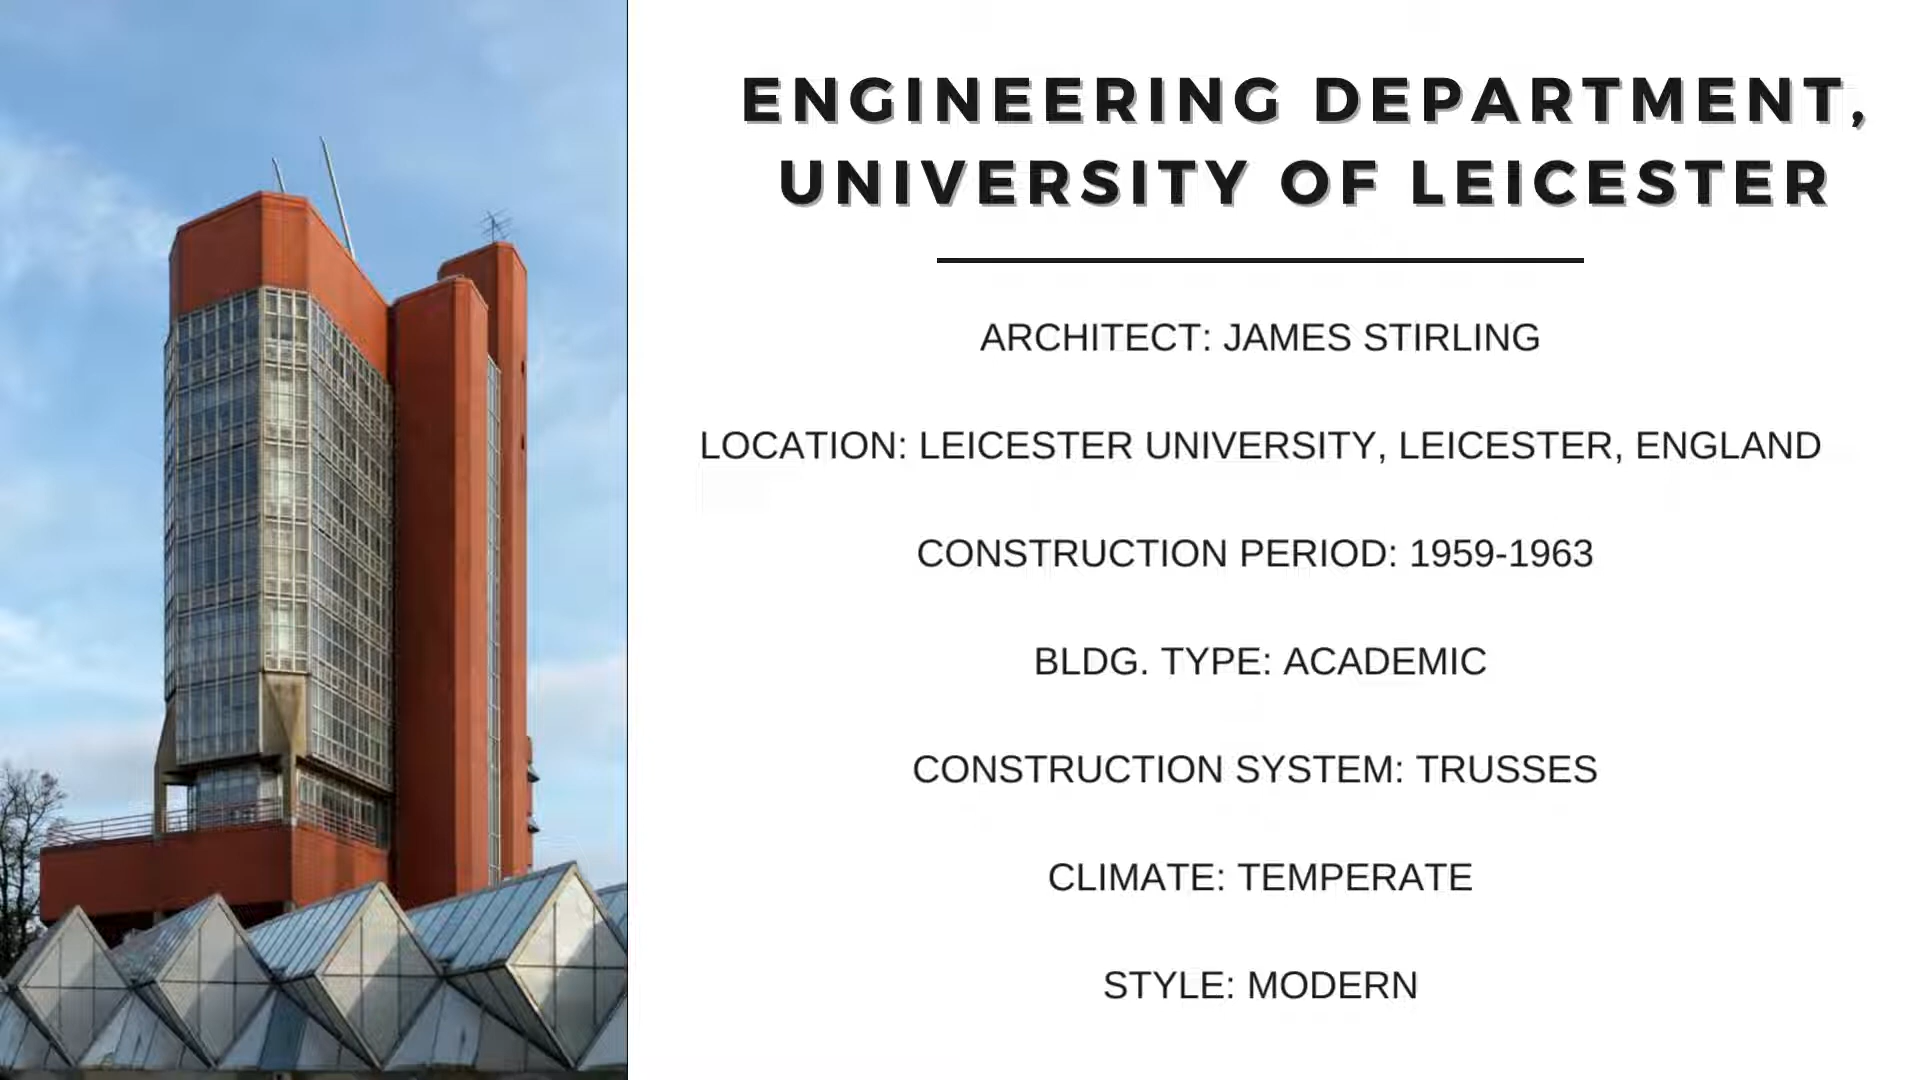 ENGINEERING DEPARTMENT,
UNIVERSITY OF LEICESTER
ARCHITECT: JAMES STIRLING
LOCATION: LEICESTER UNIVERSITY, LEICESTER, ENGLAND
CONSTRUCTION PERIOD: 1959-1963
BLDG. TYPE: ACADEMIC
CONSTRUCTION SYSTEM: TRUSSES
CLIMATE: TEMPERATE
STYLE: MODERN